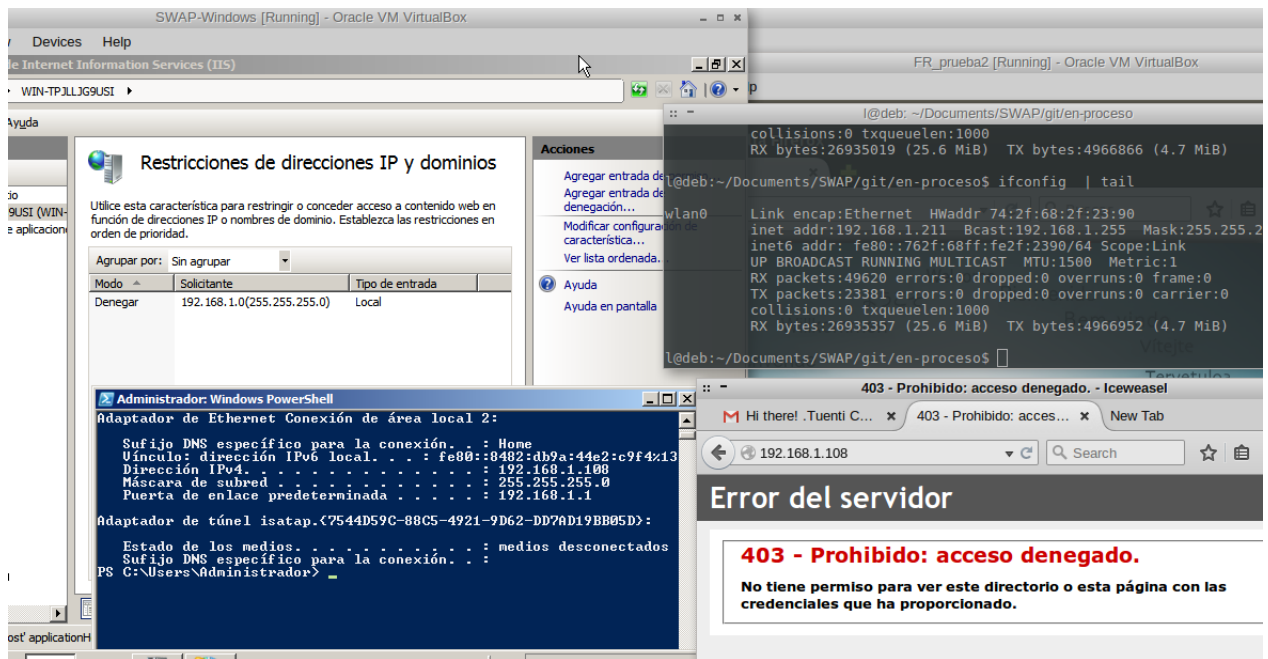 SWAP-Windows [Running] - Oracle VM VirtualBox
Devices Help
Internet Information Services (IIS)
WIN-TPJLLJG9USI
Ayuda
9USI (WIN-
e aplicacion
Restricciones de direcciones IP y dominios
Utilice esta característica para restringir o conceder acceso a contenido web en
función de direcciones IP o nombres de dominio. Establezca las restricciones en
orden de prioridad.
Agrupar por: Sin agrupar
Modo Solicitante Tipo de entrada
Denegar 192.168.1.0(255.255.255.0) Local
Acciones
Agregar entrada de
Agregar entrada de
denegación...
Modificar configuración de
característica...
Ver lista ordenada.
Ayuda
Ayuda en pantalla
ost' applicationH
FR_prueba2 [Running] - Oracle VM VirtualBox
l@deb: ~/Documents/SWAP/git/en-proceso
collisions:0 txqueuelen:1000
RX bytes:26935019 (25.6 MiB) TX bytes:4966866 (4.7 MiB)
l@deb:~/Documents/SWAP/git/en-proceso$ ifconfig | tail
wlan0 Link encap:Ethernet HWaddr 74:2f:68:2f:23:90
inet addr:192.168.1.211 Bcast:192.168.1.255 Mask:255.255.2
inet6 addr: fe80::762f:68ff:fe2f:2390/64 Scope:Link
UP BROADCAST RUNNING MULTICAST MTU:1500 Metric:1
RX packets:49620 errors:0 dropped:0 overruns:0 frame:0
TX packets:23381 errors:0 dropped:0 overruns:0 carrier:0
collisions:0 txqueuelen:1000
RX bytes:26935357 (25.6 MiB) TX bytes:4966952 (4.7 MiB)
l@deb:~/Documents/SWAP/git/en-proceso$
Vítejte
Tervetuloa
Administrador: Windows PowerShell
Adaptador de Ethernet Conexión de área local 2:
Sufijo DNS específico para la conexión. . : Home
Vínculo: dirección IPv6 local. . . : fe80::8482:db9a:44e2:c9f4%13
Dirección IPv4. . . . . . . . . . . . . . : 192.168.1.108
Máscara de subred . . . . . . . . . . . . : 255.255.255.0
Puerta de enlace predeterminada . . . . . : 192.168.1.1
Adaptador de túnel isatap.{7544D59C-88C5-4921-9D62-DD7AD19BB05D}:
Estado de los medios. . . . . . . . . . . : medios desconectados
Sufijo DNS específico para la conexión. . :
PS C:\Users\Administrador>
403 - Prohibido: acceso denegado. - Iceweasel
Hi there! .Tuenti C... 403 - Prohibido: acces... New Tab
192.168.1.108 Search
Error del servidor
403 - Prohibido: acceso denegado.
No tiene permiso para ver este directorio o esta página con las
credenciales que ha proporcionado.